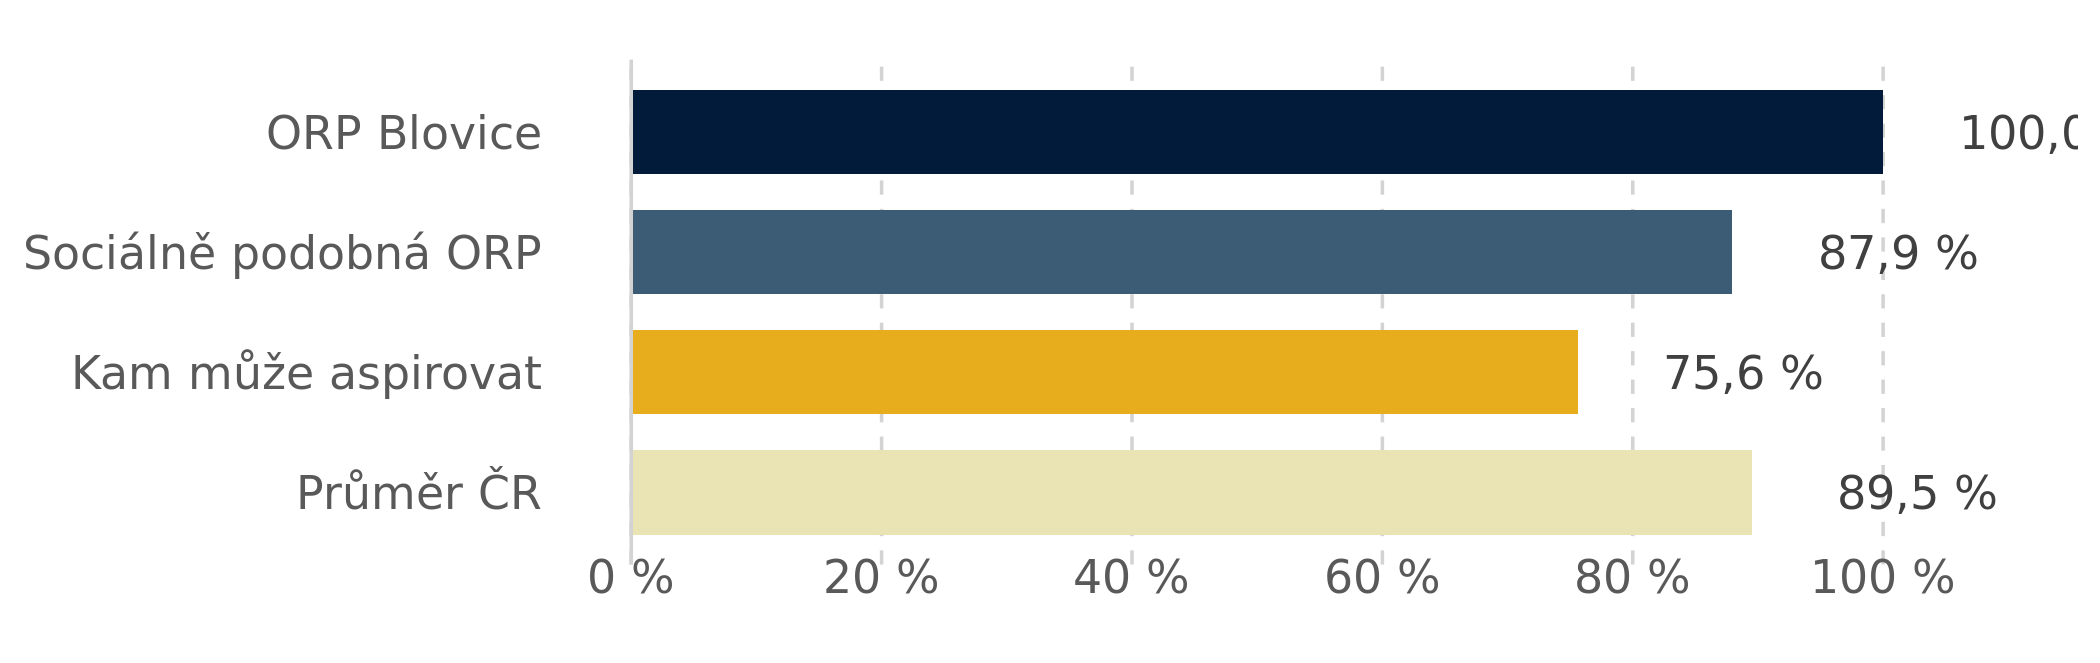 ORP Blovice 100,0
Sociálně podobná ORP 87,9 %
Kam může aspirovat 75,6 %
Průměr ČR 89,5 %
0 % 20 % 40 % 60 % 80 % 100 %